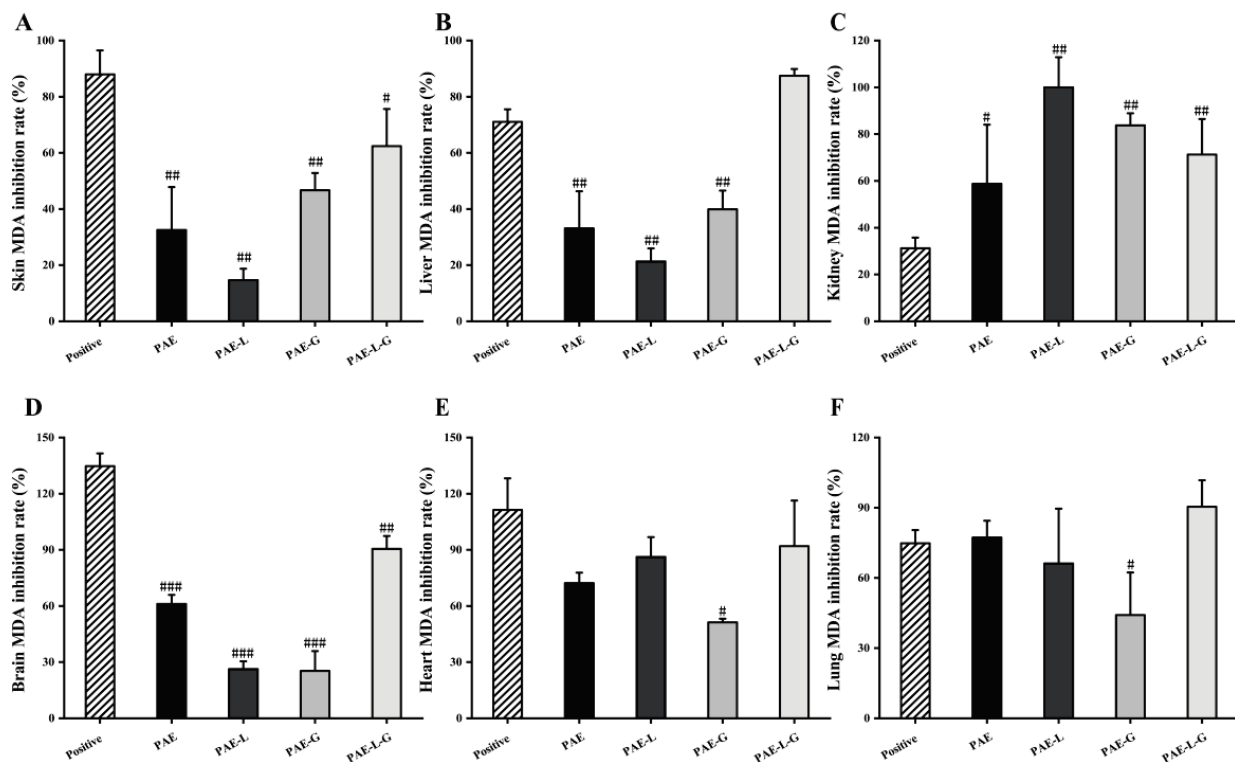 A
Skin MDA inhibition rate (%)
100
80
60
40
20
0
##
##
##
#
Positive
PAE
PAE-L
PAE-G
PAE-L-G
B
Liver MDA inhibition rate (%)
100
80
60
40
20
0
##
##
##
Positive
PAE
PAE-L
PAE-G
PAE-L-G
C
Kidney MDA inhibition rate (%)
120
100
80
60
40
20
0
#
##
##
##
Positive
PAE
PAE-L
PAE-G
PAE-L-G
D
Brain MDA inhibition rate (%)
150
120
90
60
30
0
###
###
###
##
Positive
PAE
PAE-L
PAE-G
PAE-L-G
E
Heart MDA inhibition rate (%)
150
120
90
60
30
0
#
Positive
PAE
PAE-L
PAE-G
PAE-L-G
F
Lung MDA inhibition rate (%)
120
90
60
30
0
#
Positive
PAE
PAE-L
PAE-G
PAE-L-G